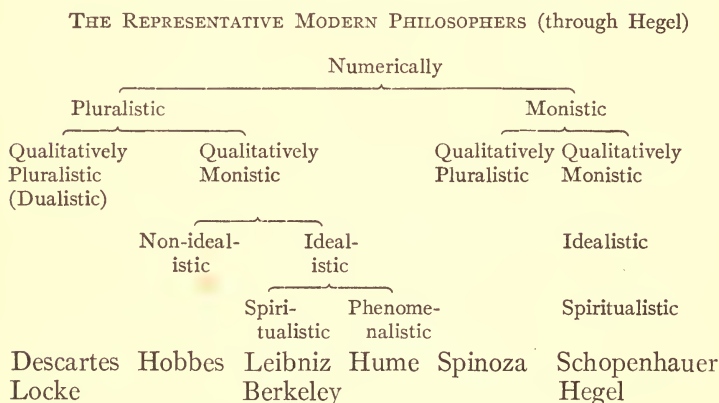 THE REPRESENTATIVE MODERN PHILOSOPHERS (through Hegel)
Numerically
Pluralistic Monistic
Qualitatively Qualitatively Qualitatively Qualitatively
Pluralistic Monistic Pluralistic Monistic
(Dualistic)
Non-ideal- Ideal- Idealistic
istic istic
Spiri- Phenome- Spiritualistic
tualistic nalistic
Descartes Hobbes Leibniz Hume Spinoza Schopenhauer
Locke Berkeley Hegel